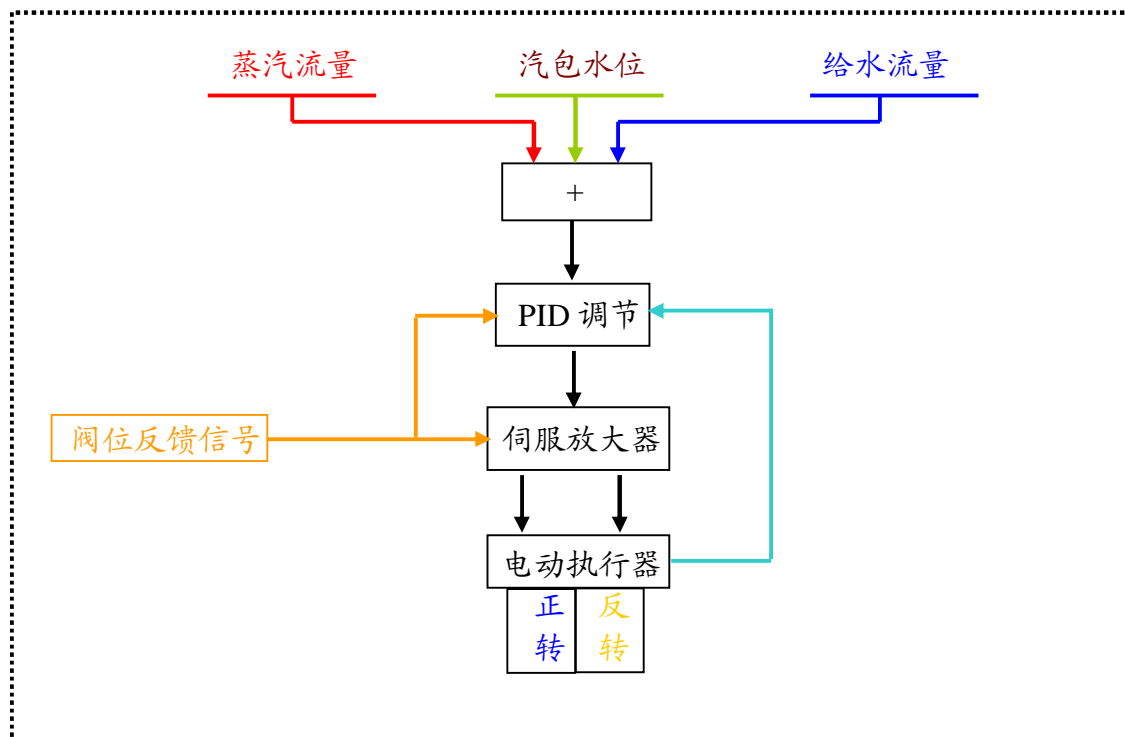 蒸汽流量
汽包水位
给水流量
+
PID 调节
阀位反馈信号
伺服放大器
电动执行器
正转
反转